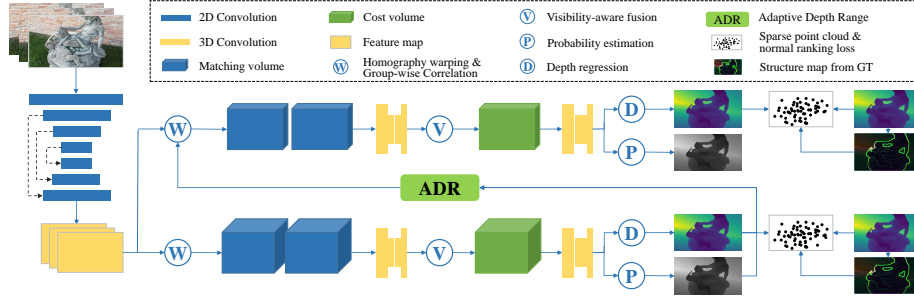 2D Convolution
Cost volume
V
Visibility-aware fusion
ADR
Adaptive Depth Range
3D Convolution
Feature map
P
Probability estimation
Sparse point cloud &
normal ranking loss
Matching volume
W
Homography warping &
Group-wise Correlation
D
Depth regression
Structure map from GT
W
V
D
P
ADR
W
V
D
P